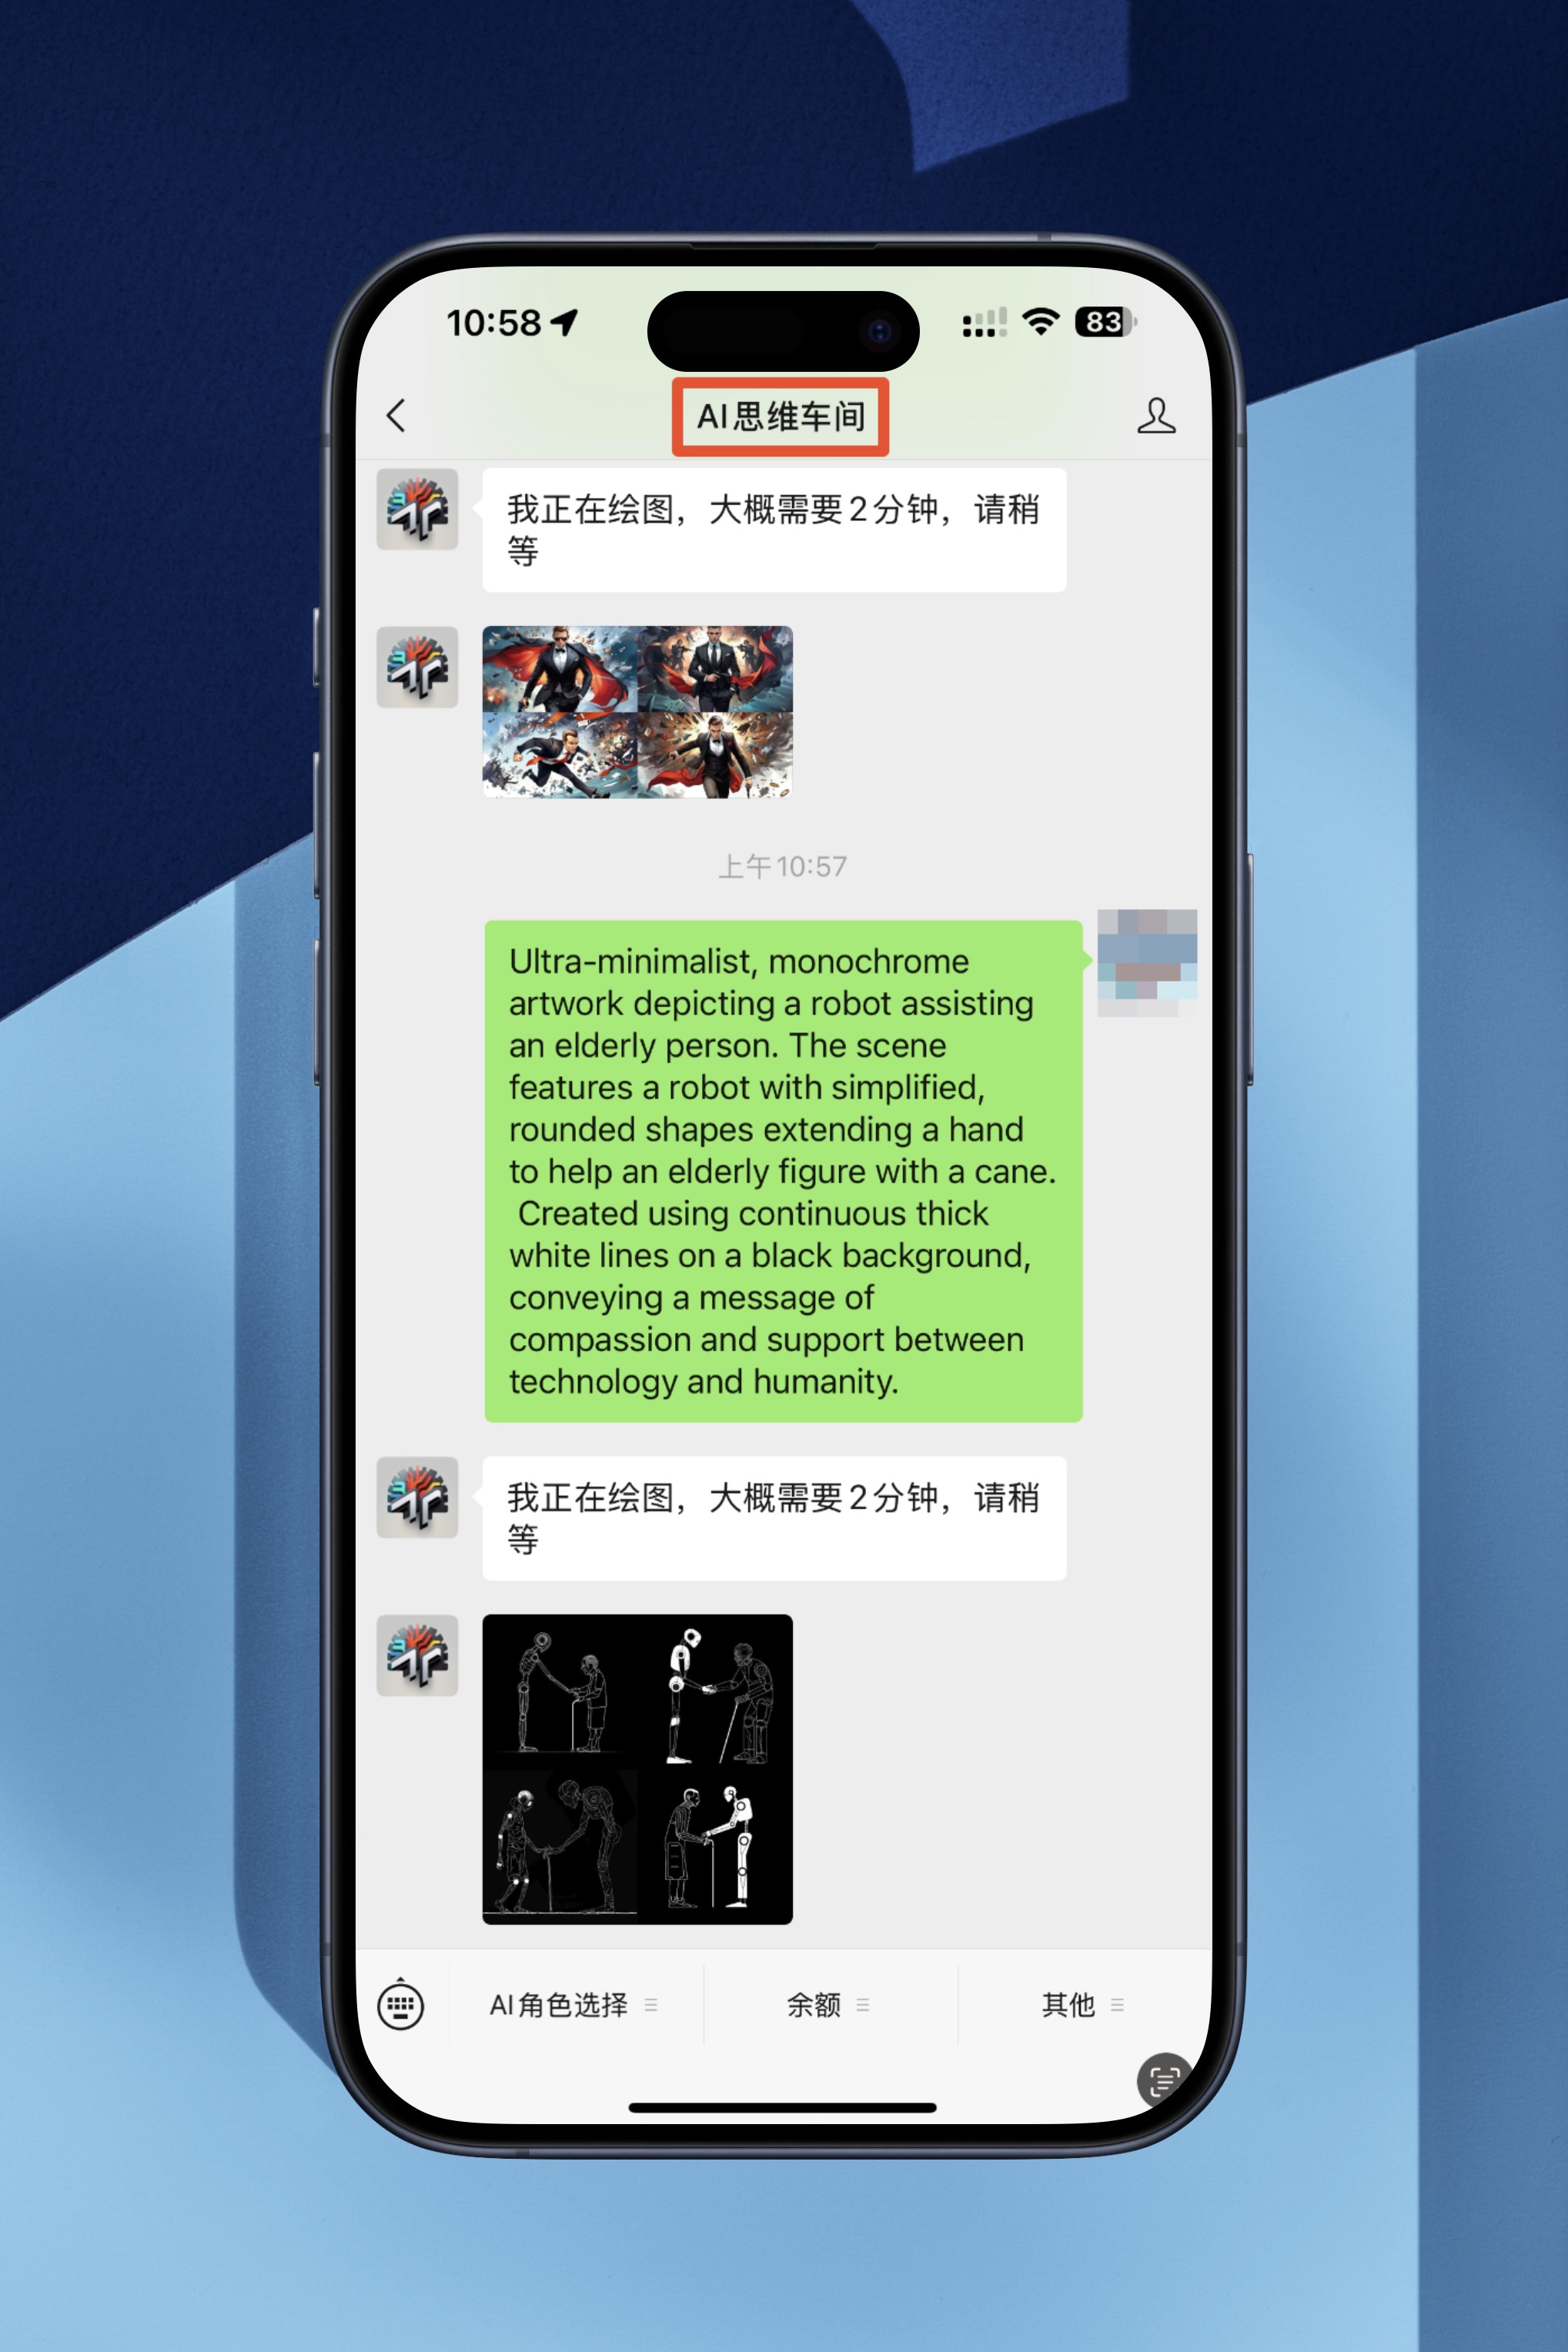 10:58
83
AI思维车间
我正在绘图，大概需要2分钟，请稍
等
上午10:57
Ultra-minimalist, monochrome
artwork depicting a robot assisting
an elderly person. The scene
features a robot with simplified,
rounded shapes extending a hand
to help an elderly figure with a cane.
Created using continuous thick
white lines on a black background,
conveying a message of
compassion and support between
technology and humanity.
我正在绘图，大概需要2分钟，请稍
等
AI角色选择
余额
其他